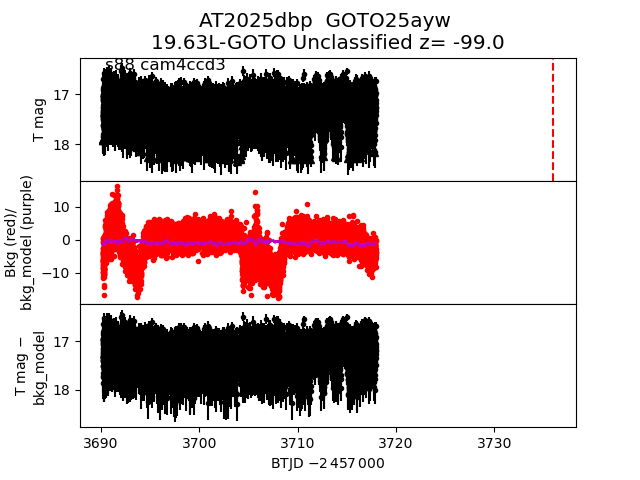 AT2025dbp  GOTO25ayw
19.63L-GOTO Unclassified z= -99.0
s88 cam4ccd3
17
18
T mag
10
0
−10
Bkg (red)/
bkg_model (purple)
17
18
T mag −
bkg_model
3690
3700
3710
3720
3730
BTJD −2 457 000